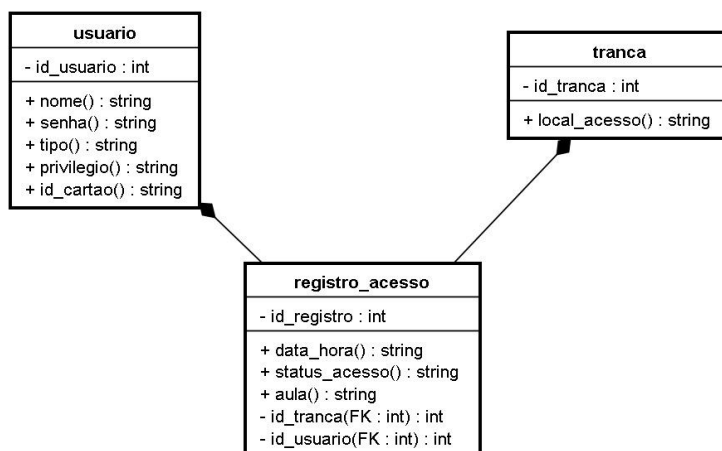 usuario
- id_usuario : int
+ nome() : string
+ senha() : string
+ tipo() : string
+ privilegio() : string
+ id_cartao() : string
tranca
- id_tranca : int
+ local_acesso() : string
registro_acesso
- id_registro : int
+ data_hora() : string
+ status_acesso() : string
+ aula() : string
- id_tranca(FK : int) : int
- id_usuario(FK : int) : int